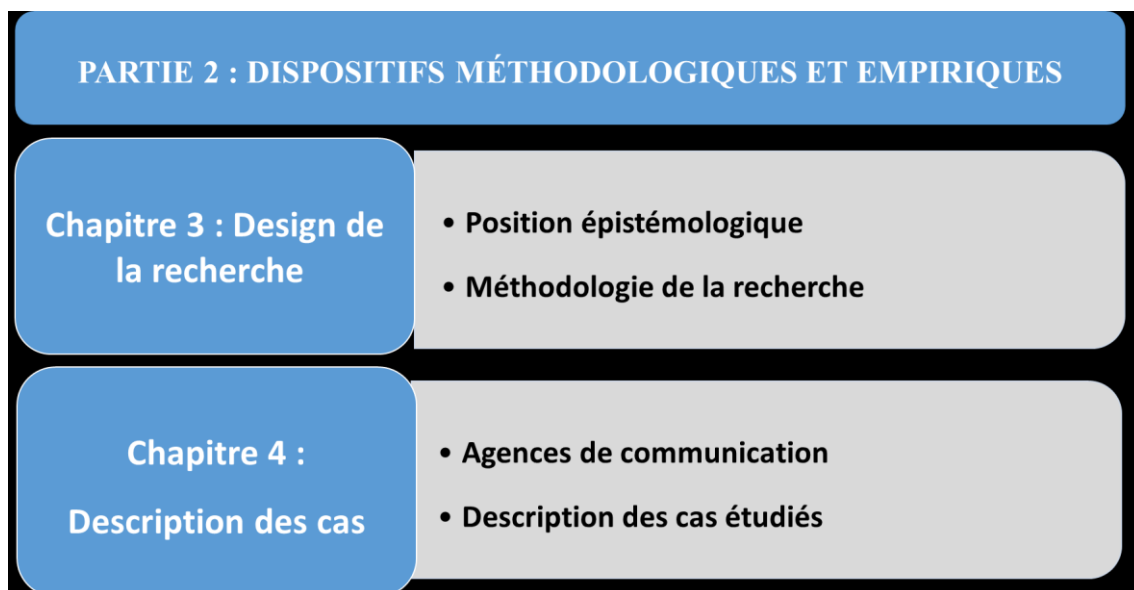 PARTIE 2 : DISPOSITIFS MÉTHODOLOGIQUES ET EMPIRIQUES
Chapitre 3 : Design de
la recherche
• Position épistémologique
• Méthodologie de la recherche
Chapitre 4 :
Description des cas
• Agences de communication
• Description des cas étudiés